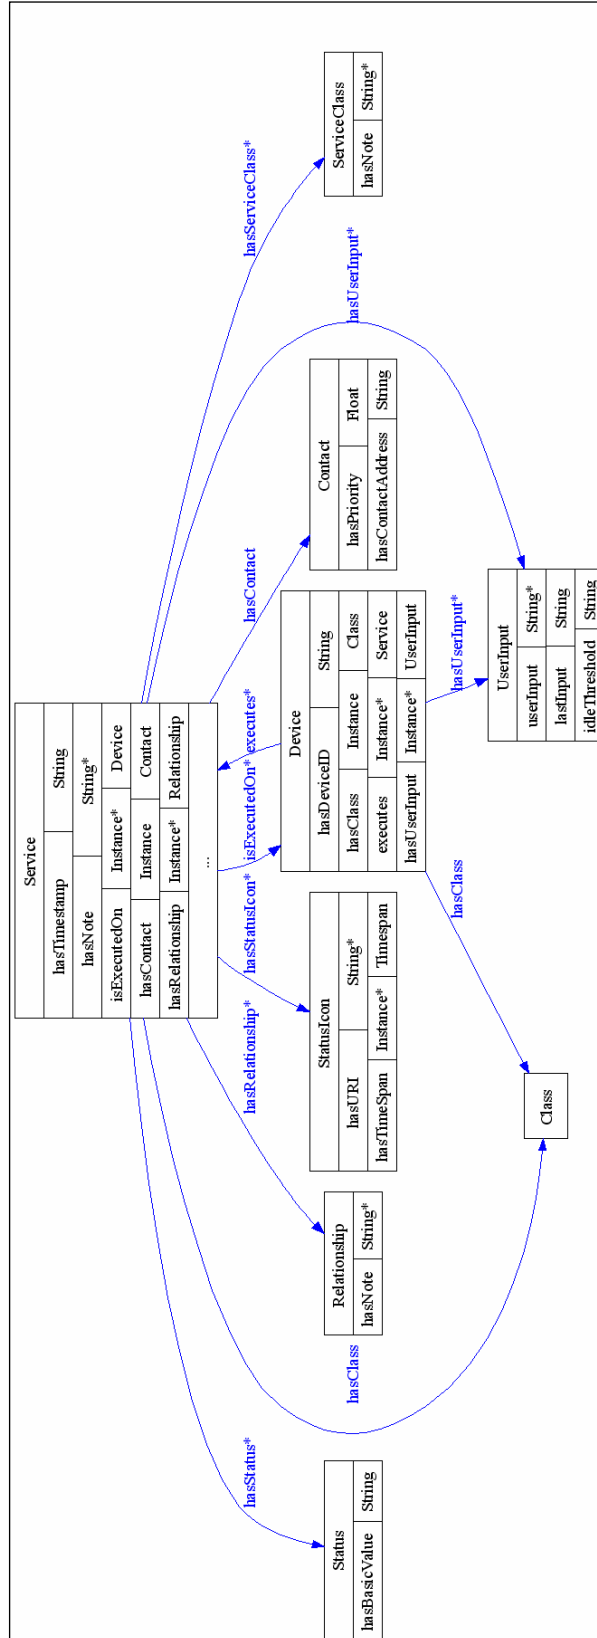 Service
hasTimestamp String
hasNote String*
isExecutedOn Instance* Device
hasContact Instance Contact
hasRelationship Instance* Relationship
...
hasStatus*
hasClass
hasRelationship*
hasStatusIcon*
isExecutedOn*
executes*
hasContact
hasUserInput*
hasServiceClass*
Status
hasBasicValue String
Relationship
hasNote String*
StatusIcon
hasURI String*
hasTimeSpan Instance* Timespan
Device
hasDeviceID String
hasClass Instance Class
executes Instance* Service
hasUserInput Instance* UserInput
Contact
hasPriority Float
hasContactAddress String
ServiceClass
hasNote String*
hasClass
hasUserInput*
Class
UserInput
userInput String*
lastInput String
idleThreshold String